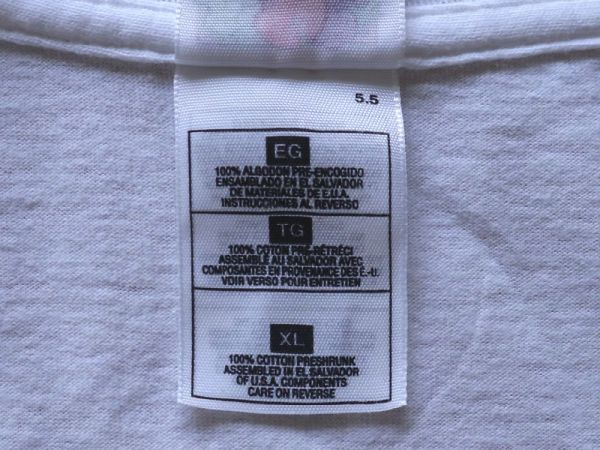 5.5
EG
100% ALGODON PRE-ENCOGIDO
ENSAMBLADO EN EL SALVADOR
DE MATERIALES DE E.U.A.
INSTRUCCIONES AL REVERSO
TG
100% COTON PRÉ-RÉTRÉCI
ASSEMBLÉ AU SALVADOR AVEC
COMPOSANTES EN PROVENANCE DES É.-U.
VOIR VERSO POUR ENTRETIEN
XL
100% COTTON PRESHRUNK
ASSEMBLED IN EL SALVADOR
OF U.S.A. COMPONENTS
CARE ON REVERSE